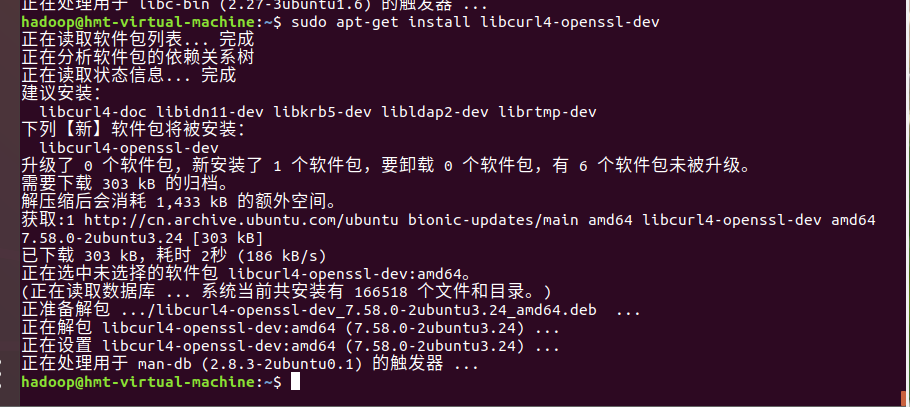 正在处理用于 libc-bin (2.27-3ubuntu1.6) 的触发器 ...
hadoop@hmt-virtual-machine:~$ sudo apt-get install libcurl4-openssl-dev
正在读取软件包列表... 完成
正在分析软件包的依赖关系树
正在读取状态信息... 完成
建议安装：
  libcurl4-doc libidn11-dev libkrb5-dev libldap2-dev librtmp-dev
下列【新】软件包将被安装：
  libcurl4-openssl-dev
升级了 0 个软件包，新安装了 1 个软件包，要卸载 0 个软件包，有 6 个软件包未被升级。
需要下载 303 kB 的归档。
解压缩后会消耗 1,433 kB 的额外空间。
获取:1 http://cn.archive.ubuntu.com/ubuntu bionic-updates/main amd64 libcurl4-openssl-dev amd64
7.58.0-2ubuntu3.24 [303 kB]
已下载 303 kB，耗时 2秒 (186 kB/s)
正在选中未选择的软件包 libcurl4-openssl-dev:amd64。
(正在读取数据库 ... 系统当前共安装有 166518 个文件和目录。)
正准备解包 .../libcurl4-openssl-dev_7.58.0-2ubuntu3.24_amd64.deb  ...
正在解包 libcurl4-openssl-dev:amd64 (7.58.0-2ubuntu3.24) ...
正在设置 libcurl4-openssl-dev:amd64 (7.58.0-2ubuntu3.24) ...
正在处理用于 man-db (2.8.3-2ubuntu0.1) 的触发器 ...
hadoop@hmt-virtual-machine:~$